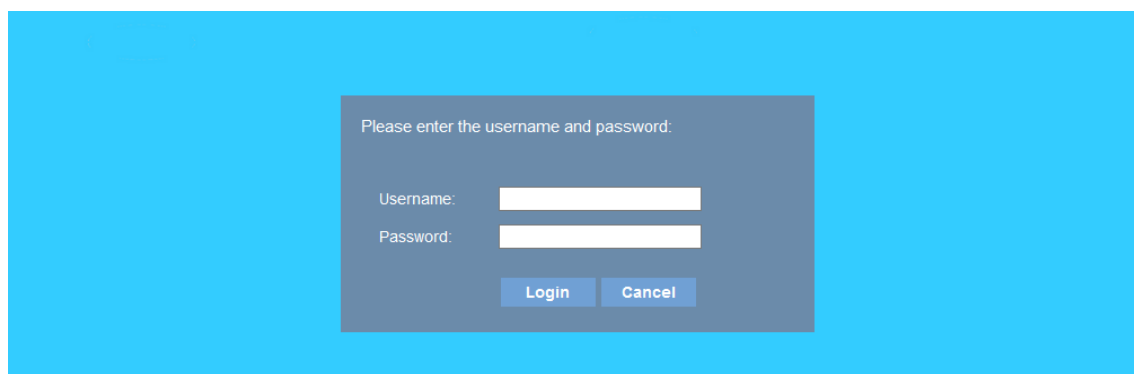 Please enter the username and password:
Username:
Password:
Login Cancel